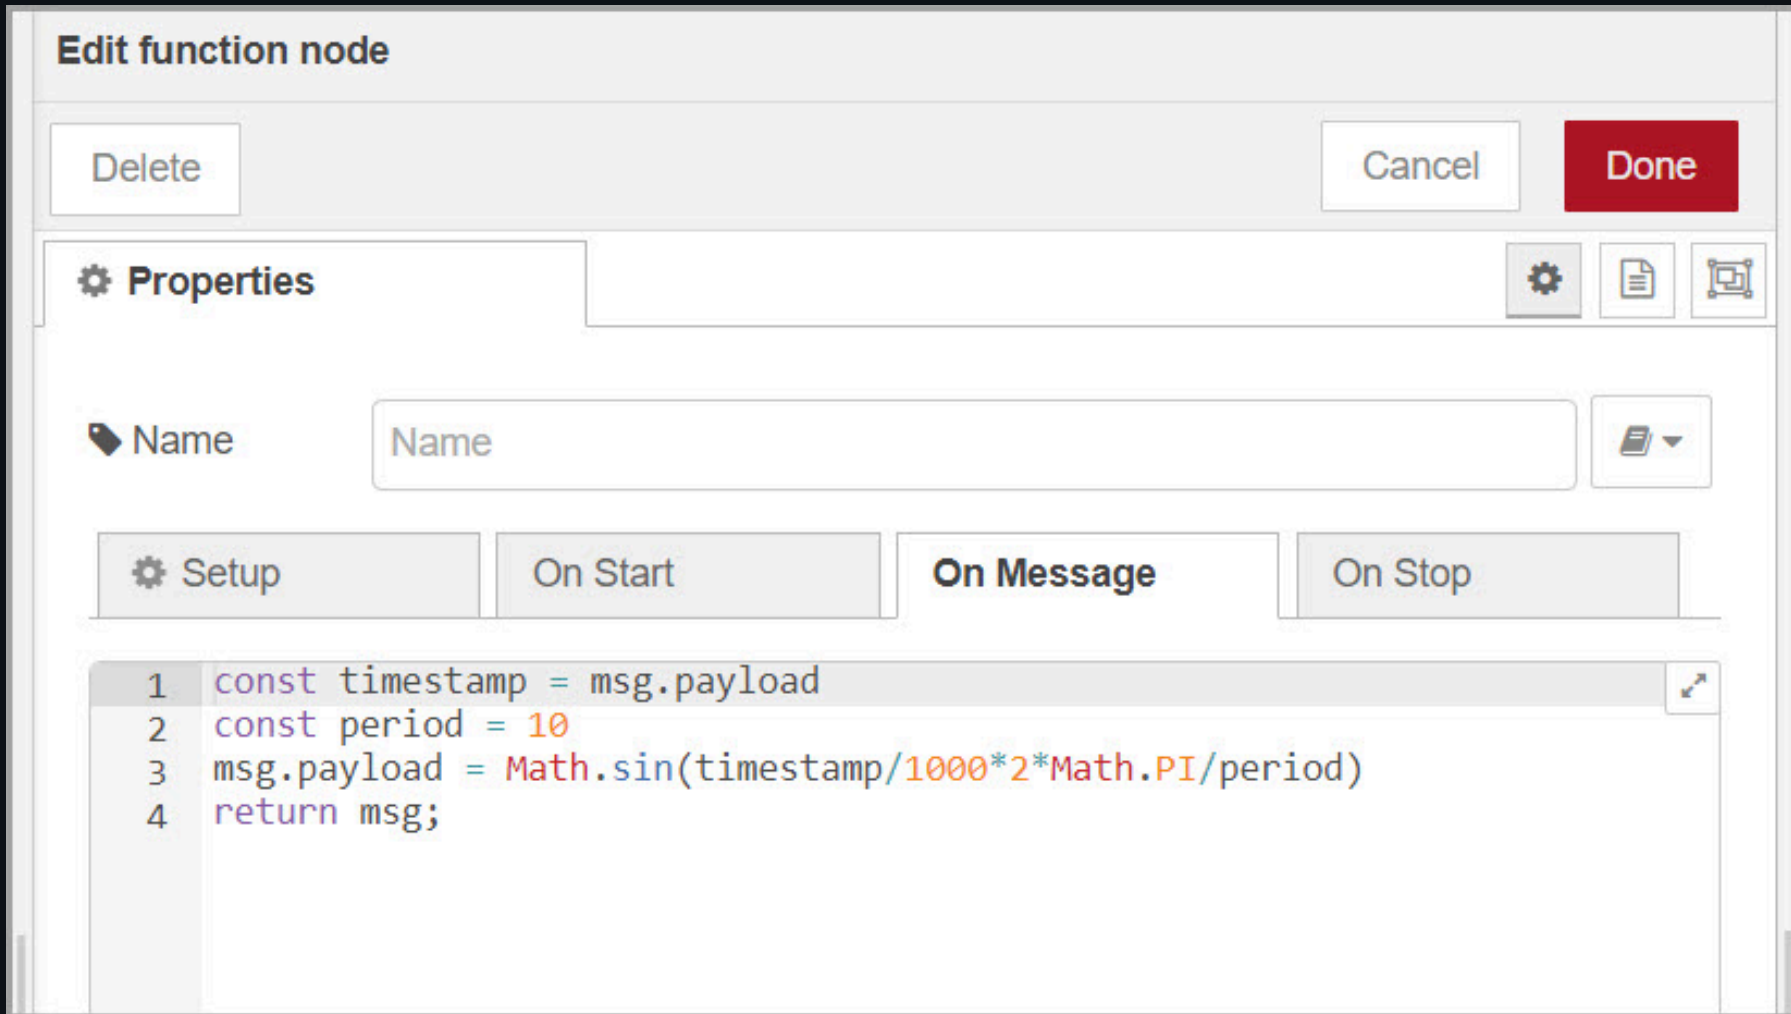 Edit function node
Delete Cancel Done
Properties
Name Name
Setup On Start On Message On Stop
1 const timestamp = msg.payload
2 const period = 10
3 msg.payload = Math.sin(timestamp/1000*2*Math.PI/period)
4 return msg;